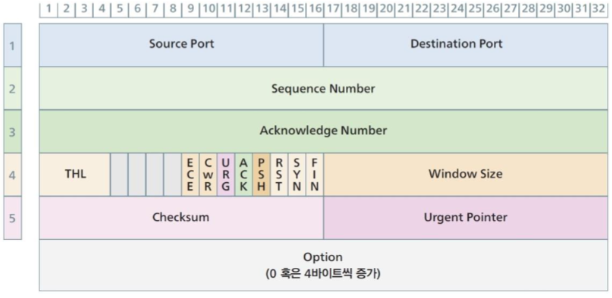 1 2 3 4 5 6 7 8 9 10 11 12 13 14 15 16 17 18 19 20 21 22 23 24 25 26 27 28 29 30 31 32
1 Source Port Destination Port
2 Sequence Number
3 Acknowledge Number
4 THL ECE CwR URG ACK PSH RST SYN FIN Window Size
5 Checksum Urgent Pointer
Option
(0 혹은 4바이트씩 증가)